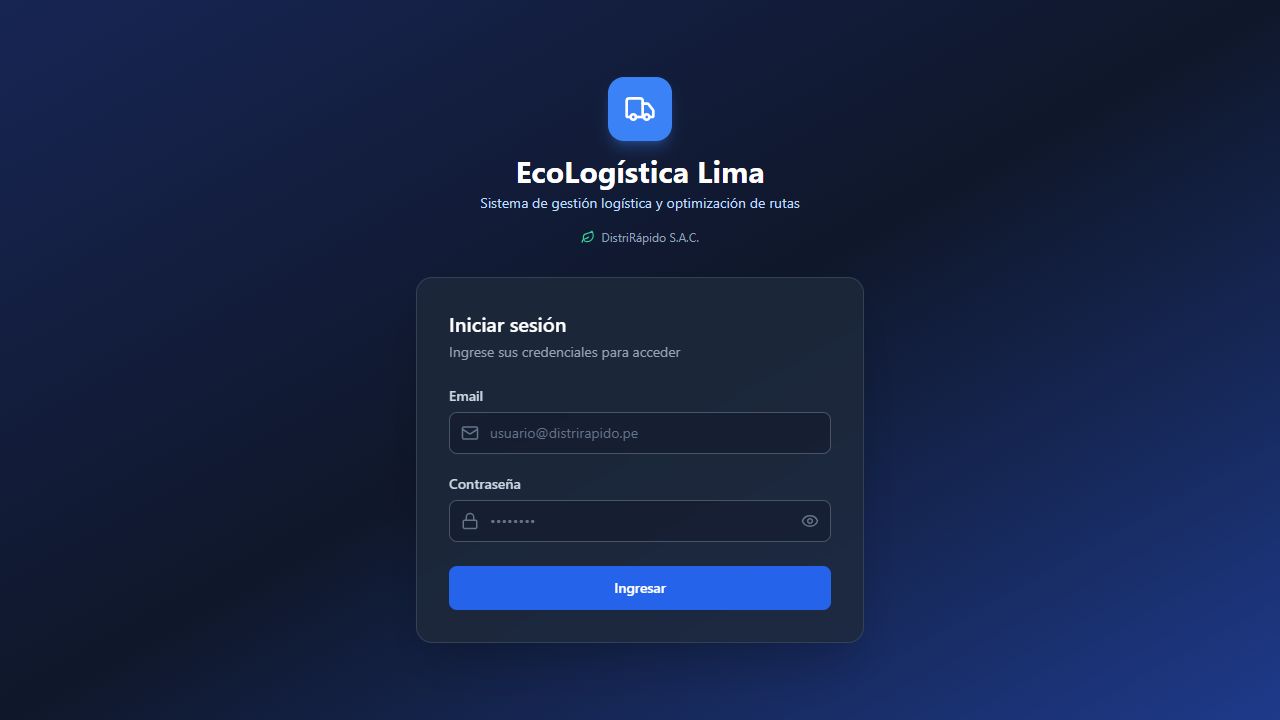 EcoLogística Lima
Sistema de gestión logística y optimización de rutas
DistriRápido S.A.C.
Iniciar sesión
Ingrese sus credenciales para acceder
Email
usuario@distrirapido.pe
Contraseña
••••••••
Ingresar